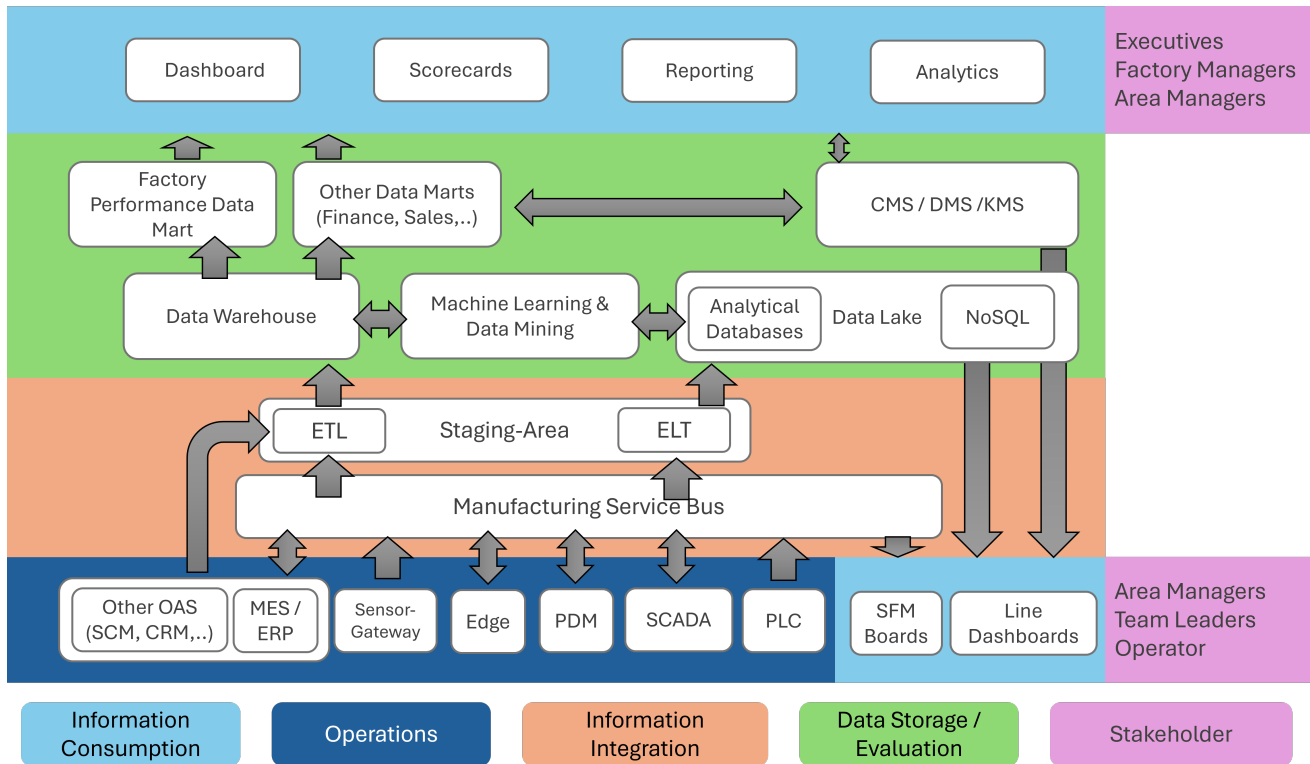 Dashboard
Scorecards
Reporting
Analytics
Executives
Factory Managers
Area Managers
Factory
Performance Data
Mart
Other Data Marts
(Finance, Sales,..)
CMS / DMS /KMS
Data Warehouse
Machine Learning &
Data Mining
Analytical
Databases
Data Lake
NoSQL
ETL
Staging-Area
ELT
Manufacturing Service Bus
Other OAS
(SCM, CRM,..)
MES /
ERP
Sensor-
Gateway
Edge
PDM
SCADA
PLC
SFM
Boards
Line
Dashboards
Area Managers
Team Leaders
Operator
Information
Consumption
Operations
Information
Integration
Data Storage /
Evaluation
Stakeholder